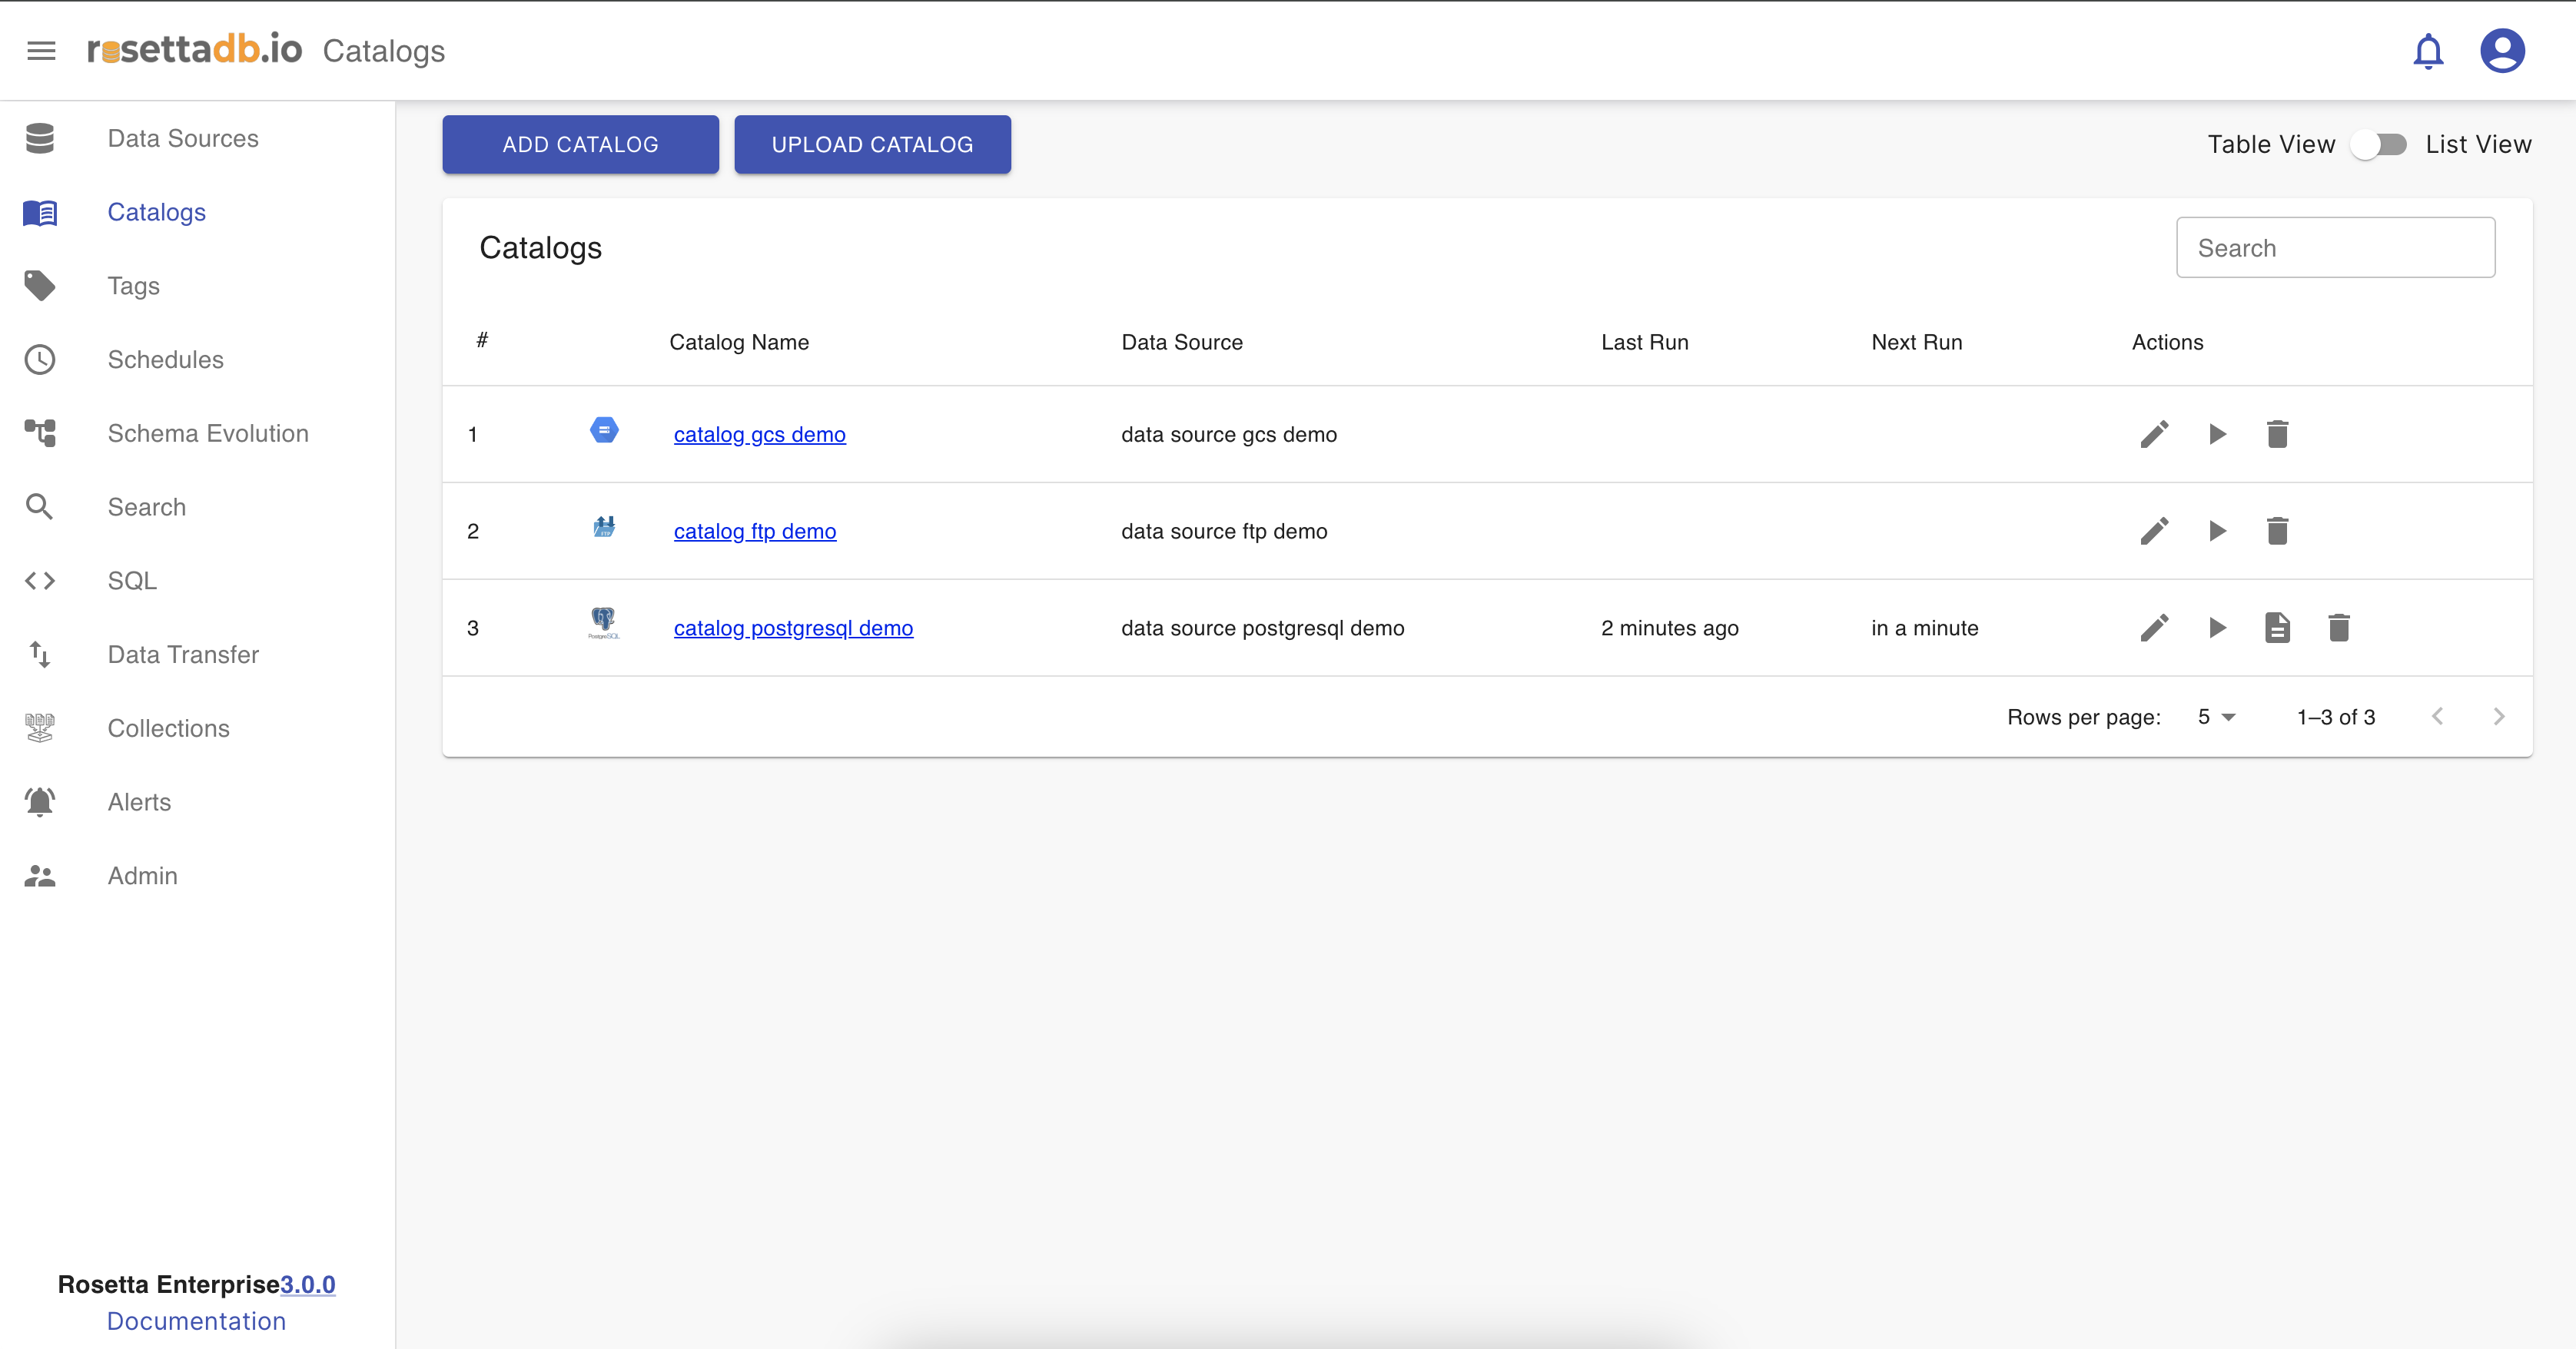 rosettadb.io Catalogs
Data Sources
Catalogs
Tags
Schedules
Schema Evolution
Search
SQL
Data Transfer
Collections
Alerts
Admin
Rosetta Enterprise3.0.0
Documentation
ADD CATALOG UPLOAD CATALOG Table View List View
Catalogs Search
# Catalog Name Data Source Last Run Next Run Actions
1 catalog gcs demo data source gcs demo
2 FTP catalog ftp demo data source ftp demo
3 PostgreSQL catalog postgresql demo data source postgresql demo 2 minutes ago in a minute
Rows per page: 5 1–3 of 3